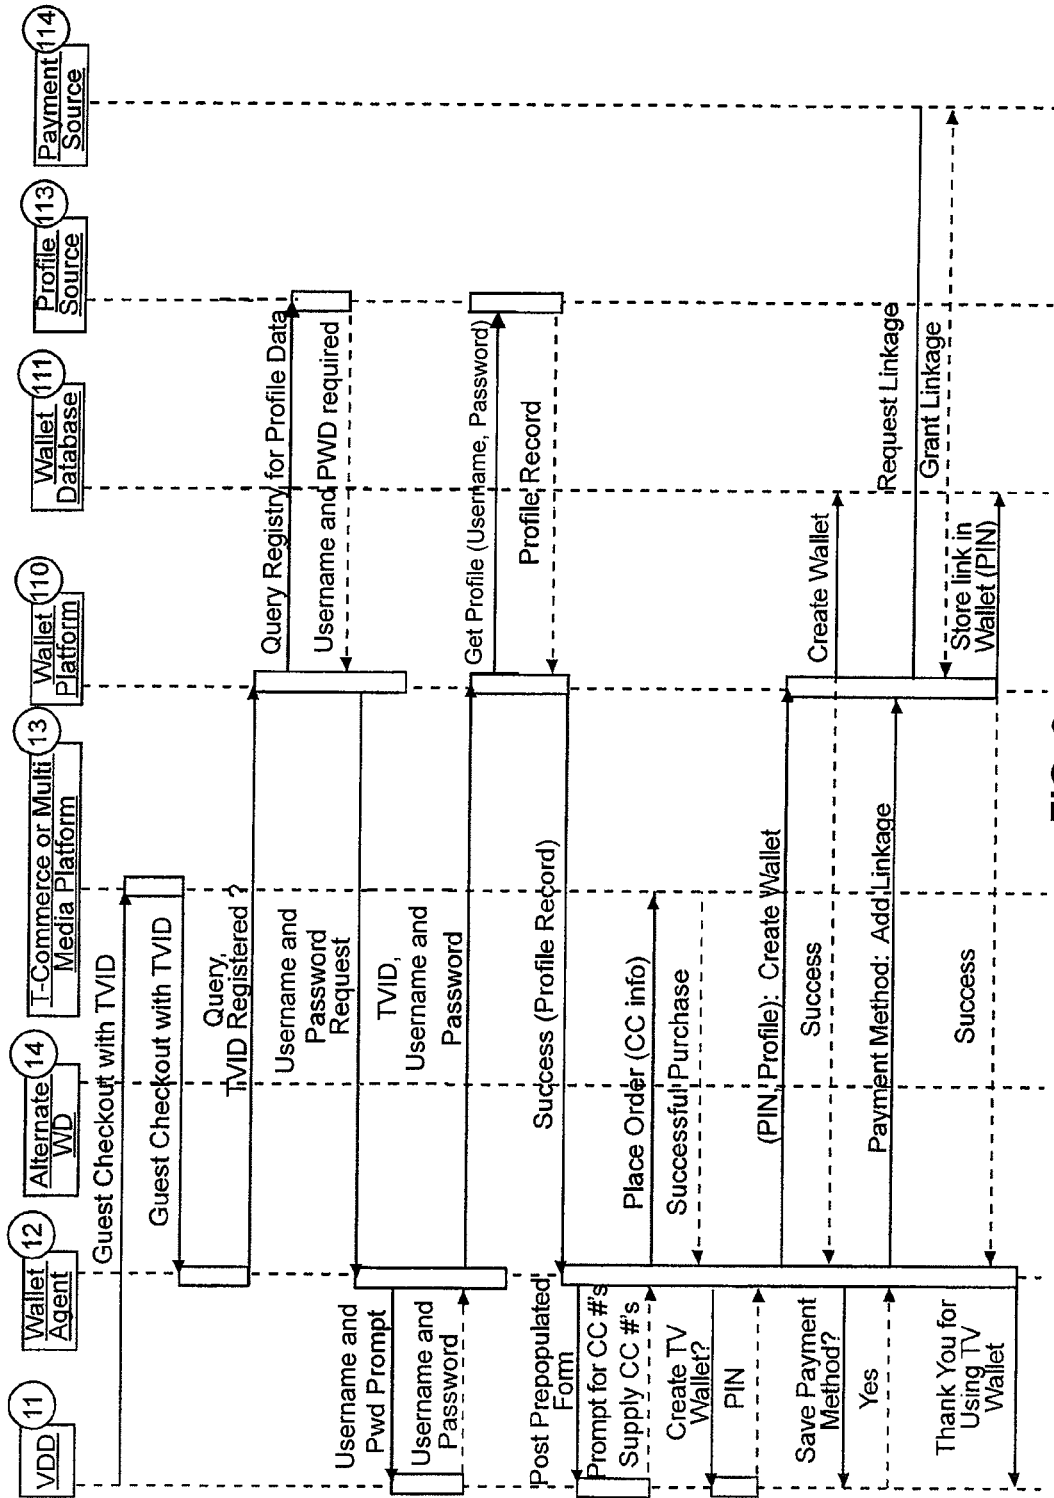 VDD
11
Wallet
Agent
12
Alternate
WD
14
T-Commerce or Multi
Media Platform
13
Wallet
Platform
110
Wallet
Database
111
Profile
Source
113
Payment
Source
114
Guest Checkout with TVID
Guest Checkout with TVID
Query,
TVID Registered ?
Query Registry for Profile Data
Username and PWD required
Username and
Password
Request
Username and
Pwd Prompt
Username and
Password
TVID,
Username and
Password
Get Profile (Username, Password)
Profile Record
Success (Profile Record)
Post Prepopulated
Form
Prompt for CC #'s
Supply CC #'s
Place Order (CC info)
Successful Purchase
Create TV
Wallet?
PIN
(PIN, Profile): Create Wallet
Create Wallet
Success
Save Payment
Method?
Yes
Payment Method: Add Linkage
Request Linkage
Grant Linkage
Store link in
Wallet (PIN)
Success
Thank You for
Using TV
Wallet